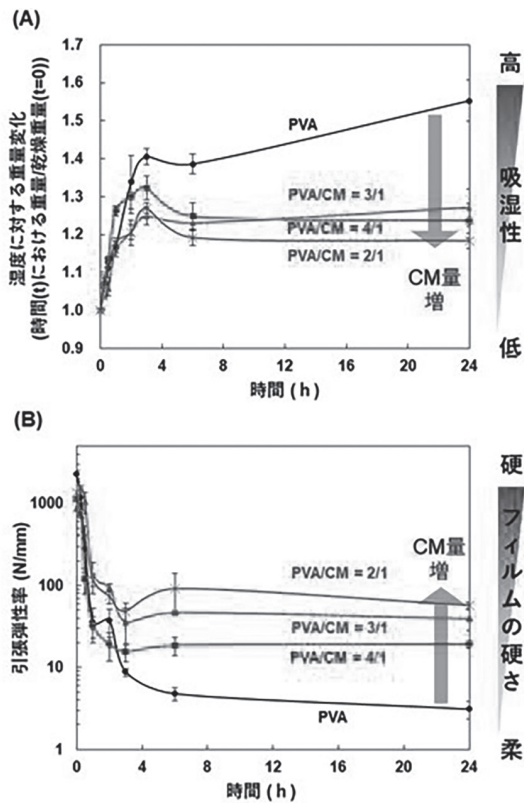 (A)
湿度に対する重量変化
(時間(t)における重量/乾燥重量(t=0))
1.7
1.6
1.5
1.4
1.3
1.2
1.1
1.0
0.9
PVA
PVA/CM = 3/1
PVA/CM = 4/1
PVA/CM = 2/1
CM量
増
0 4 8 12 16 20 24
時間 ( h )
高
吸湿性
低
(B)
引張弾性率 (N/mm)
1000
100
10
1
CM量
増
PVA/CM = 2/1
PVA/CM = 3/1
PVA/CM = 4/1
PVA
0 4 8 12 16 20 24
時間 ( h )
硬
フィルムの硬さ
柔